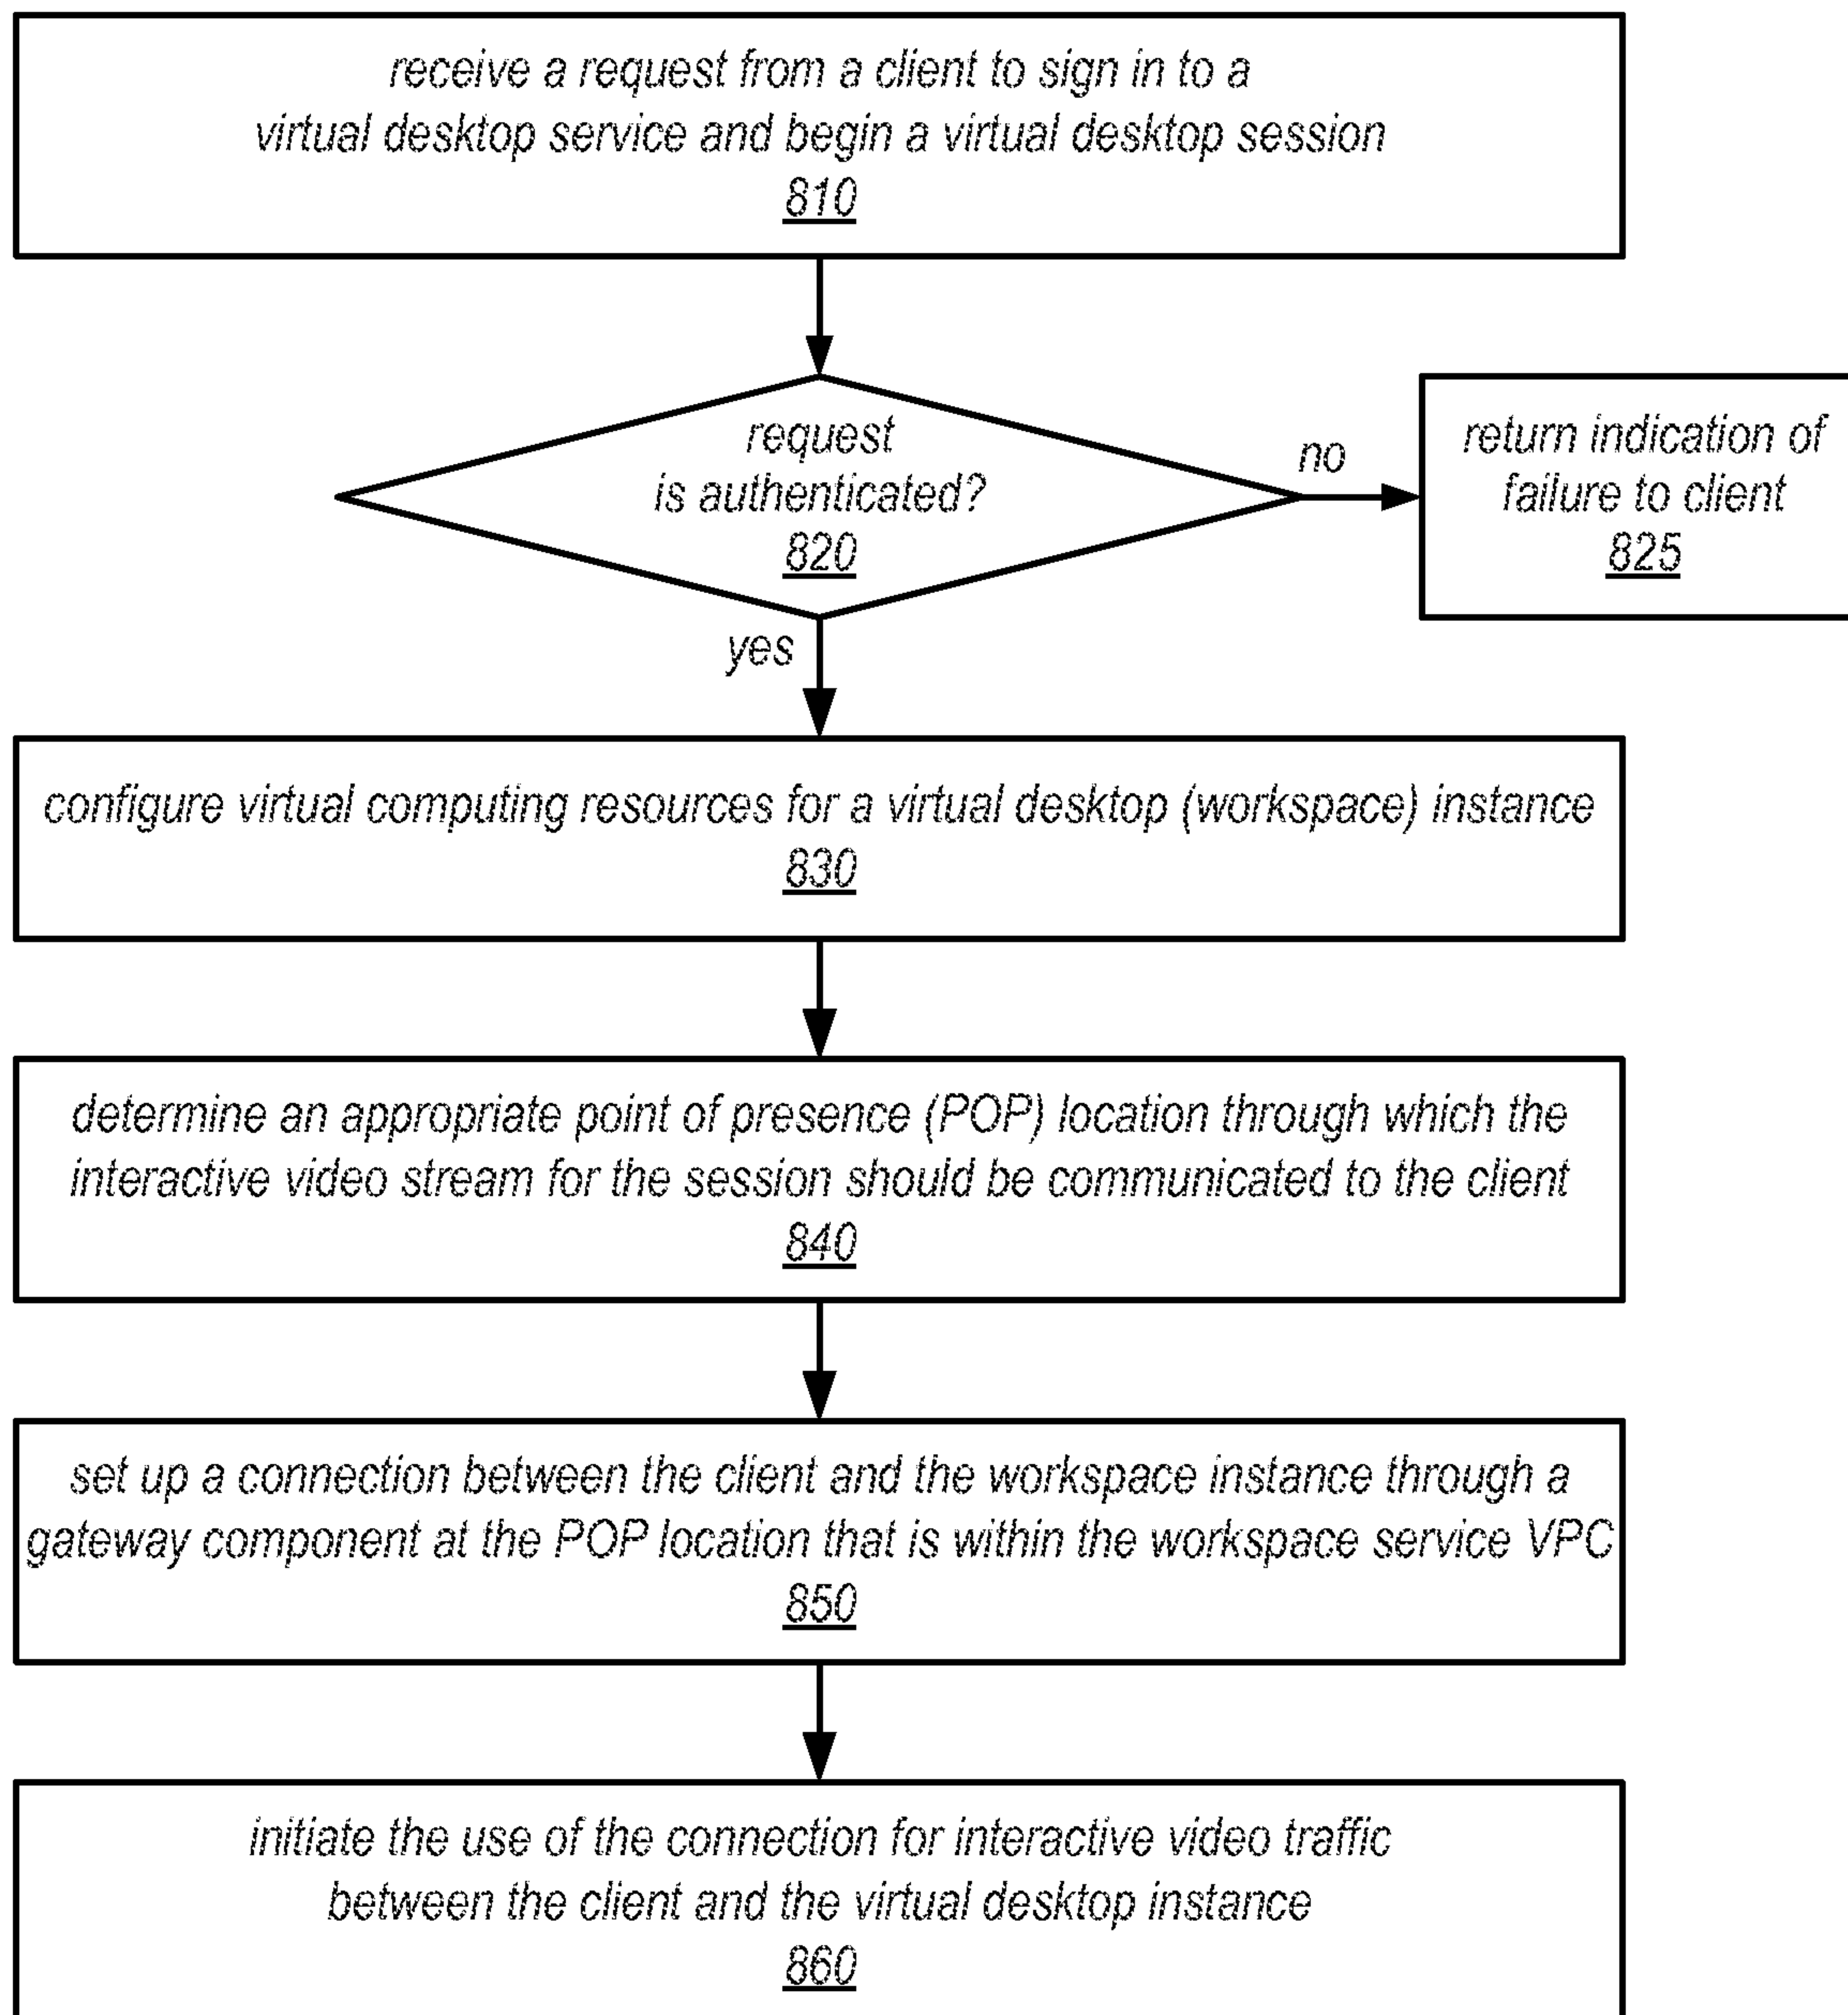 receive a request from a client to sign in to a
virtual desktop service and begin a virtual desktop session
810
request
is authenticated?
820
no
return indication of
failure to client
825
yes
configure virtual computing resources for a virtual desktop (workspace) instance
830
determine an appropriate point of presence (POP) location through which the
interactive video stream for the session should be communicated to the client
840
set up a connection between the client and the workspace instance through a
gateway component at the POP location that is within the workspace service VPC
850
initiate the use of the connection for interactive video traffic
between the client and the virtual desktop instance
860